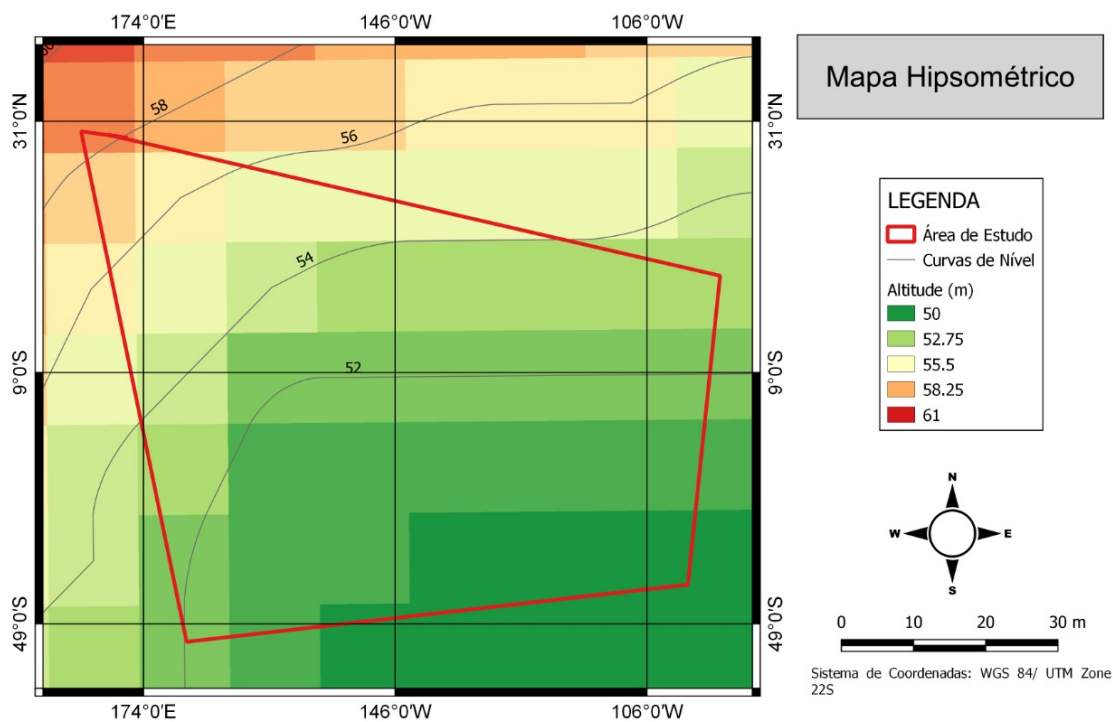 174°0′E 146°0′W 106°0′W
Mapa Hipsométrico
31°0′N 31°0′N
58
56
54
52
9°0′S 9°0′S
49°0′S 49°0′S
174°0′E 146°0′W 106°0′W
LEGENDA
Área de Estudo
Curvas de Nível
Altitude (m)
50
52.75
55.5
58.25
61
N
W E
S
0 10 20 30 m
Sistema de Coordenadas: WGS 84/ UTM Zone
22S